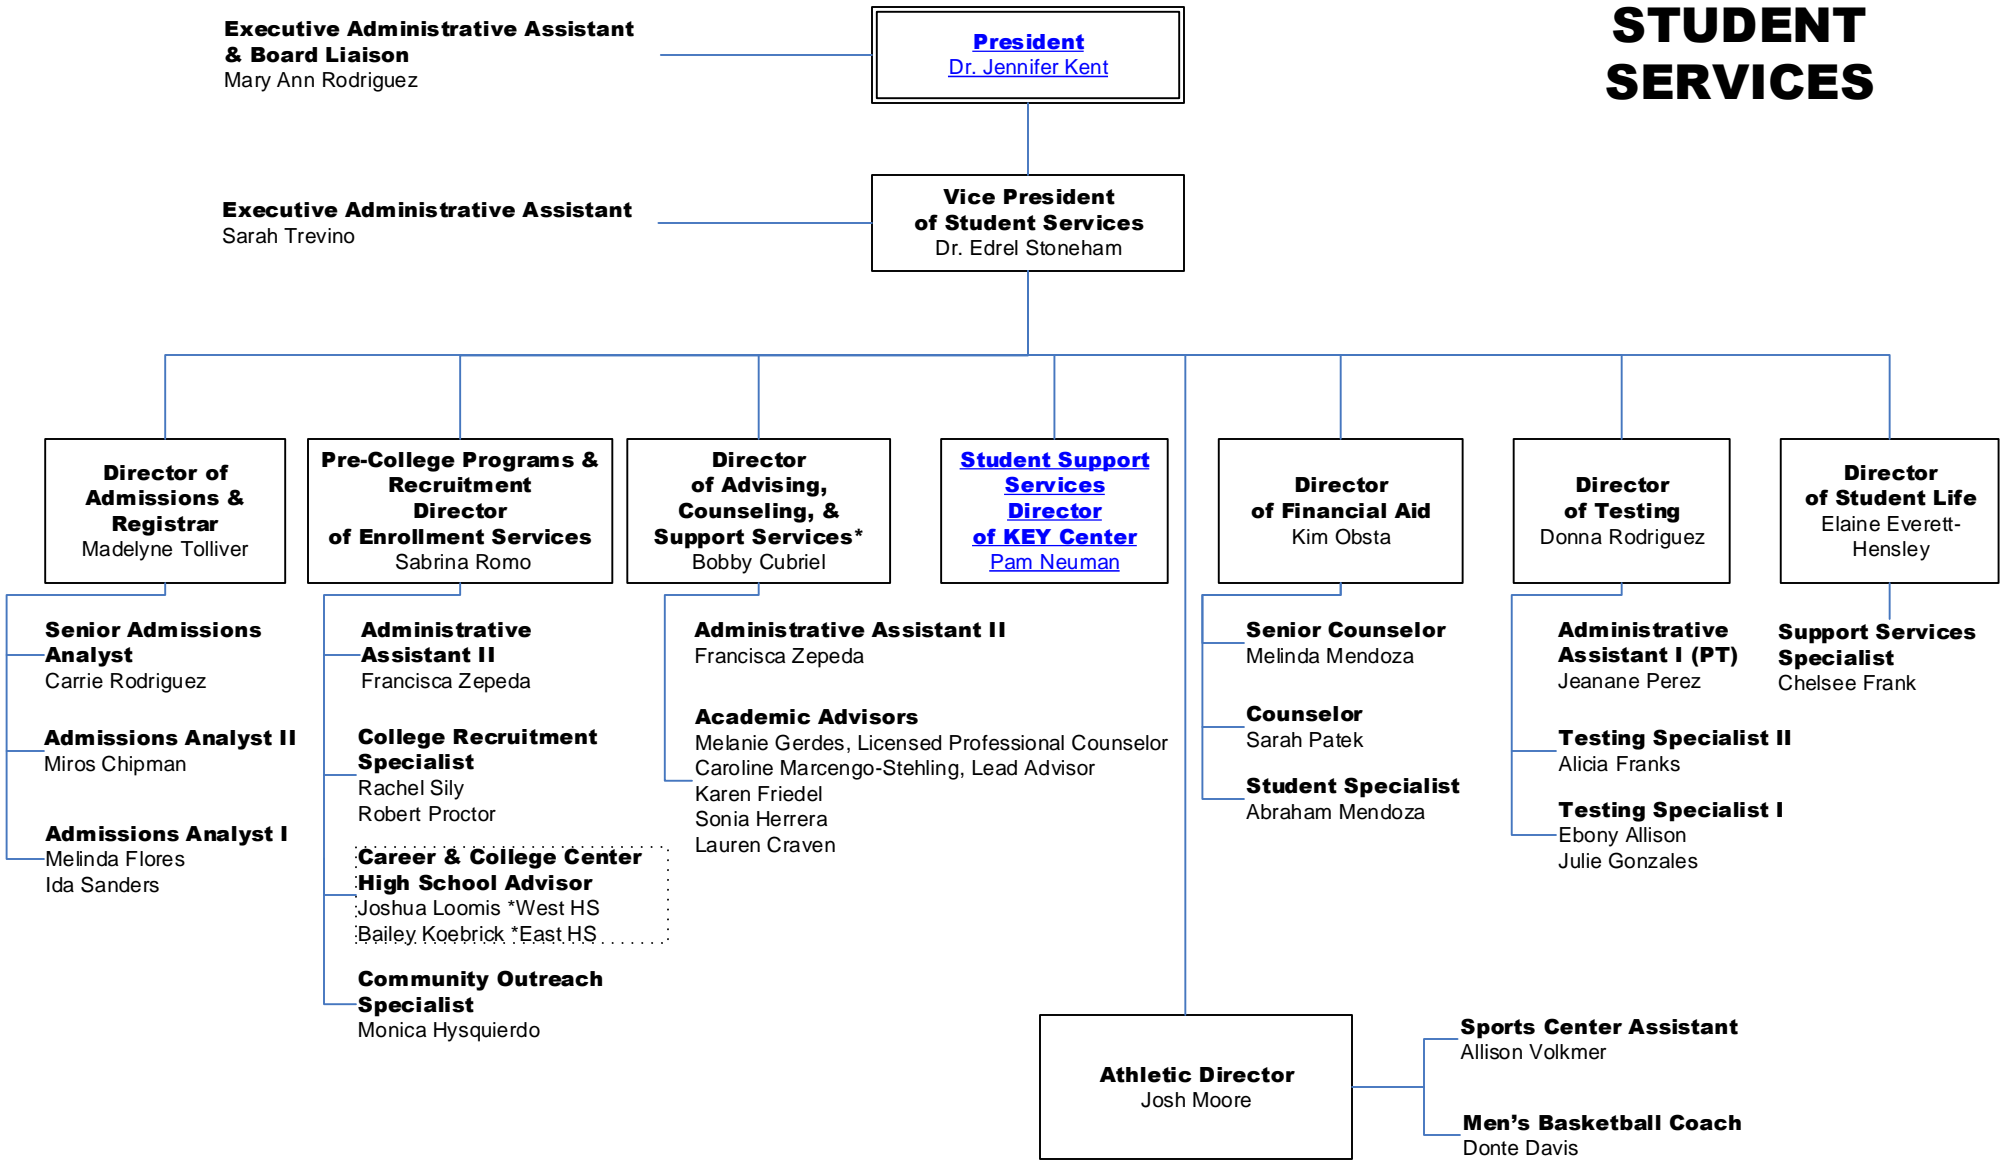 STUDENT
SERVICES
Executive Administrative Assistant
& Board Liaison
Mary Ann Rodriguez
President
Dr. Jennifer Kent
Executive Administrative Assistant
Sarah Trevino
Vice President
of Student Services
Dr. Edrel Stoneham
Director of
Admissions &
Registrar
Madelyne Tolliver
Senior Admissions
Analyst
Carrie Rodriguez
Admissions Analyst II
Miros Chipman
Admissions Analyst I
Melinda Flores
Ida Sanders
Pre-College Programs &
Recruitment
Director
of Enrollment Services
Sabrina Romo
Administrative
Assistant II
Francisca Zepeda
College Recruitment
Specialist
Rachel Sily
Robert Proctor
Career & College Center
High School Advisor
Joshua Loomis *West HS
Bailey Koebrick *East HS
Community Outreach
Specialist
Monica Hysquierdo
Director
of Advising,
Counseling, &
Support Services*
Bobby Cubriel
Administrative Assistant II
Francisca Zepeda
Academic Advisors
Melanie Gerdes, Licensed Professional Counselor
Caroline Marcengo-Stehling, Lead Advisor
Karen Friedel
Sonia Herrera
Lauren Craven
Student Support
Services
Director
of KEY Center
Pam Neuman
Director
of Financial Aid
Kim Obsta
Senior Counselor
Melinda Mendoza
Counselor
Sarah Patek
Student Specialist
Abraham Mendoza
Director
of Testing
Donna Rodriguez
Administrative
Assistant I (PT)
Jeanane Perez
Testing Specialist II
Alicia Franks
Testing Specialist I
Ebony Allison
Julie Gonzales
Director
of Student Life
Elaine Everett-
Hensley
Support Services
Specialist
Chelsee Frank
Athletic Director
Josh Moore
Sports Center Assistant
Allison Volkmer
Men’s Basketball Coach
Donte Davis